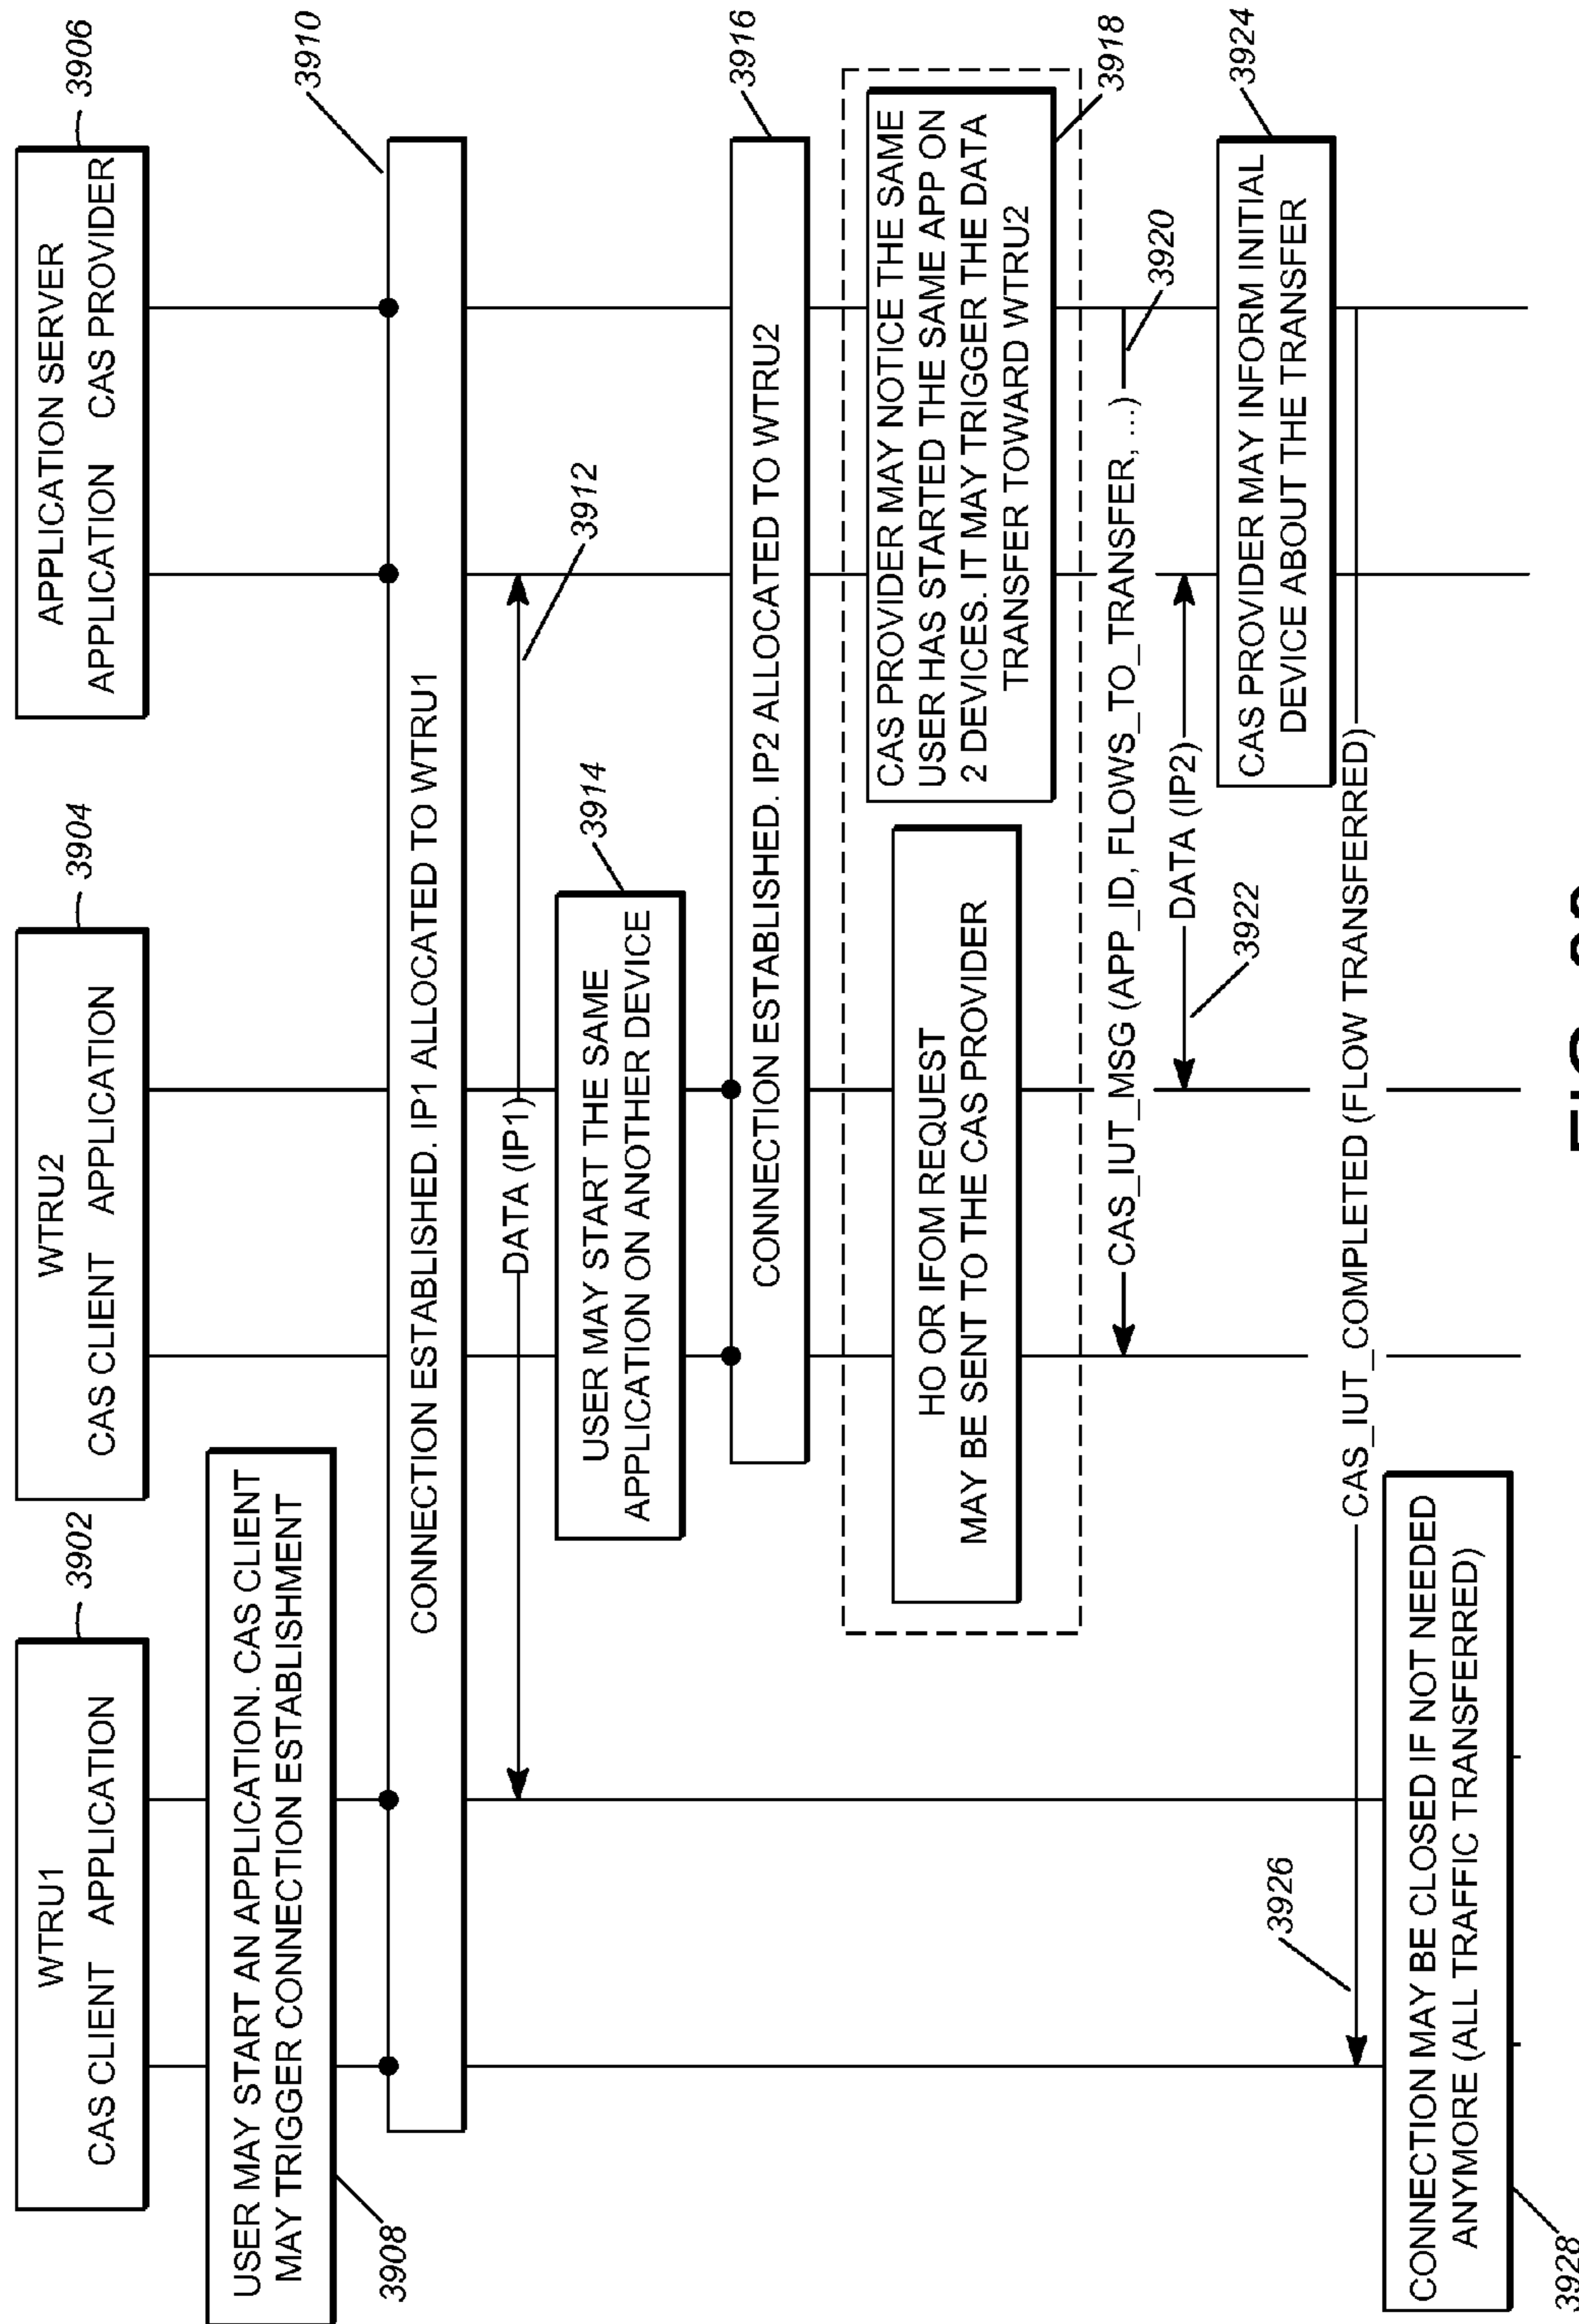 WTRU1
CAS CLIENT APPLICATION
3902
WTRU2
CAS CLIENT APPLICATION
3904
APPLICATION SERVER
APPLICATION CAS PROVIDER
3906
USER MAY START AN APPLICATION. CAS CLIENT
MAY TRIGGER CONNECTION ESTABLISHMENT
3908
CONNECTION ESTABLISHED. IP1 ALLOCATED TO WTRU1
3910
DATA (IP1)
3912
USER MAY START THE SAME
APPLICATION ON ANOTHER DEVICE
3914
CONNECTION ESTABLISHED. IP2 ALLOCATED TO WTRU2
3916
HO OR IFOM REQUEST
MAY BE SENT TO THE CAS PROVIDER
CAS PROVIDER MAY NOTICE THE SAME
USER HAS STARTED THE SAME APP ON
2 DEVICES. IT MAY TRIGGER THE DATA
TRANSFER TOWARD WTRU2
3918
CAS_IUT_MSG (APP_ID, FLOWS_TO_TRANSFER, ...)
3920
DATA (IP2)
3922
CAS PROVIDER MAY INFORM INITIAL
DEVICE ABOUT THE TRANSFER
3924
CAS_IUT_COMPLETED (FLOW TRANSFERRED)
3926
CONNECTION MAY BE CLOSED IF NOT NEEDED
ANYMORE (ALL TRAFFIC TRANSFERRED)
3928